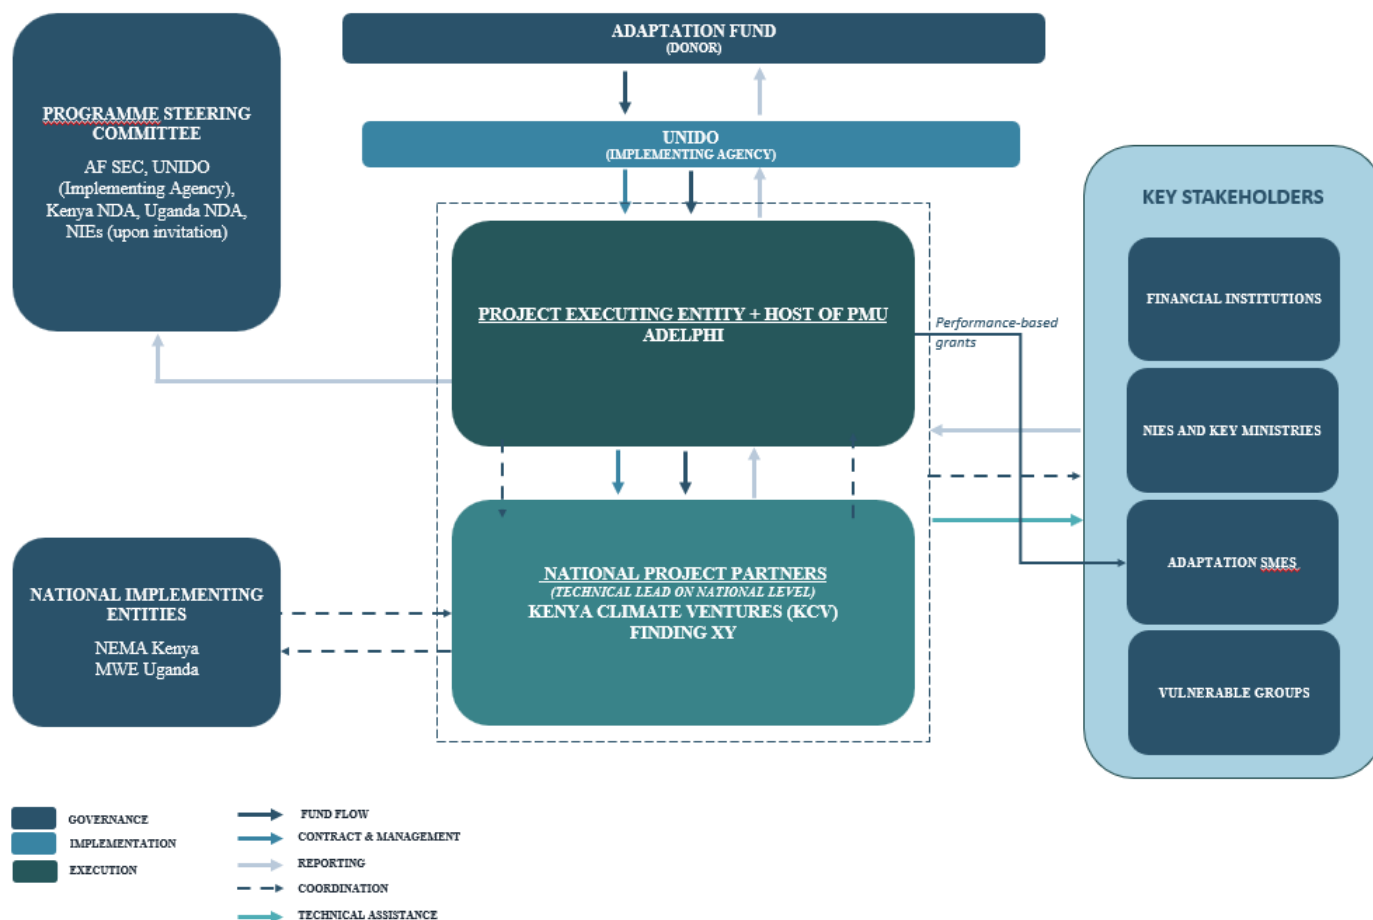 ADAPTATION FUND
(DONOR)
PROGRAMME STEERING
COMMITTEE
AF SEC, UNIDO
(Implementing Agency),
Kenya NDA, Uganda NDA,
NIEs (upon invitation)
UNIDO
(IMPLEMENTING AGENCY)
KEY STAKEHOLDERS
FINANCIAL INSTITUTIONS
NIES AND KEY MINISTRIES
ADAPTATION SMES
VULNERABLE GROUPS
PROJECT EXECUTING ENTITY + HOST OF PMU
ADELPHI
Performance-based
grants
NATIONAL PROJECT PARTNERS
(TECHNICAL LEAD ON NATIONAL LEVEL)
KENYA CLIMATE VENTURES (KCV)
FINDING XY
NATIONAL IMPLEMENTING
ENTITIES
NEMA Kenya
MWE Uganda
GOVERNANCE
IMPLEMENTATION
EXECUTION
FUND FLOW
CONTRACT & MANAGEMENT
REPORTING
COORDINATION
TECHNICAL ASSISTANCE